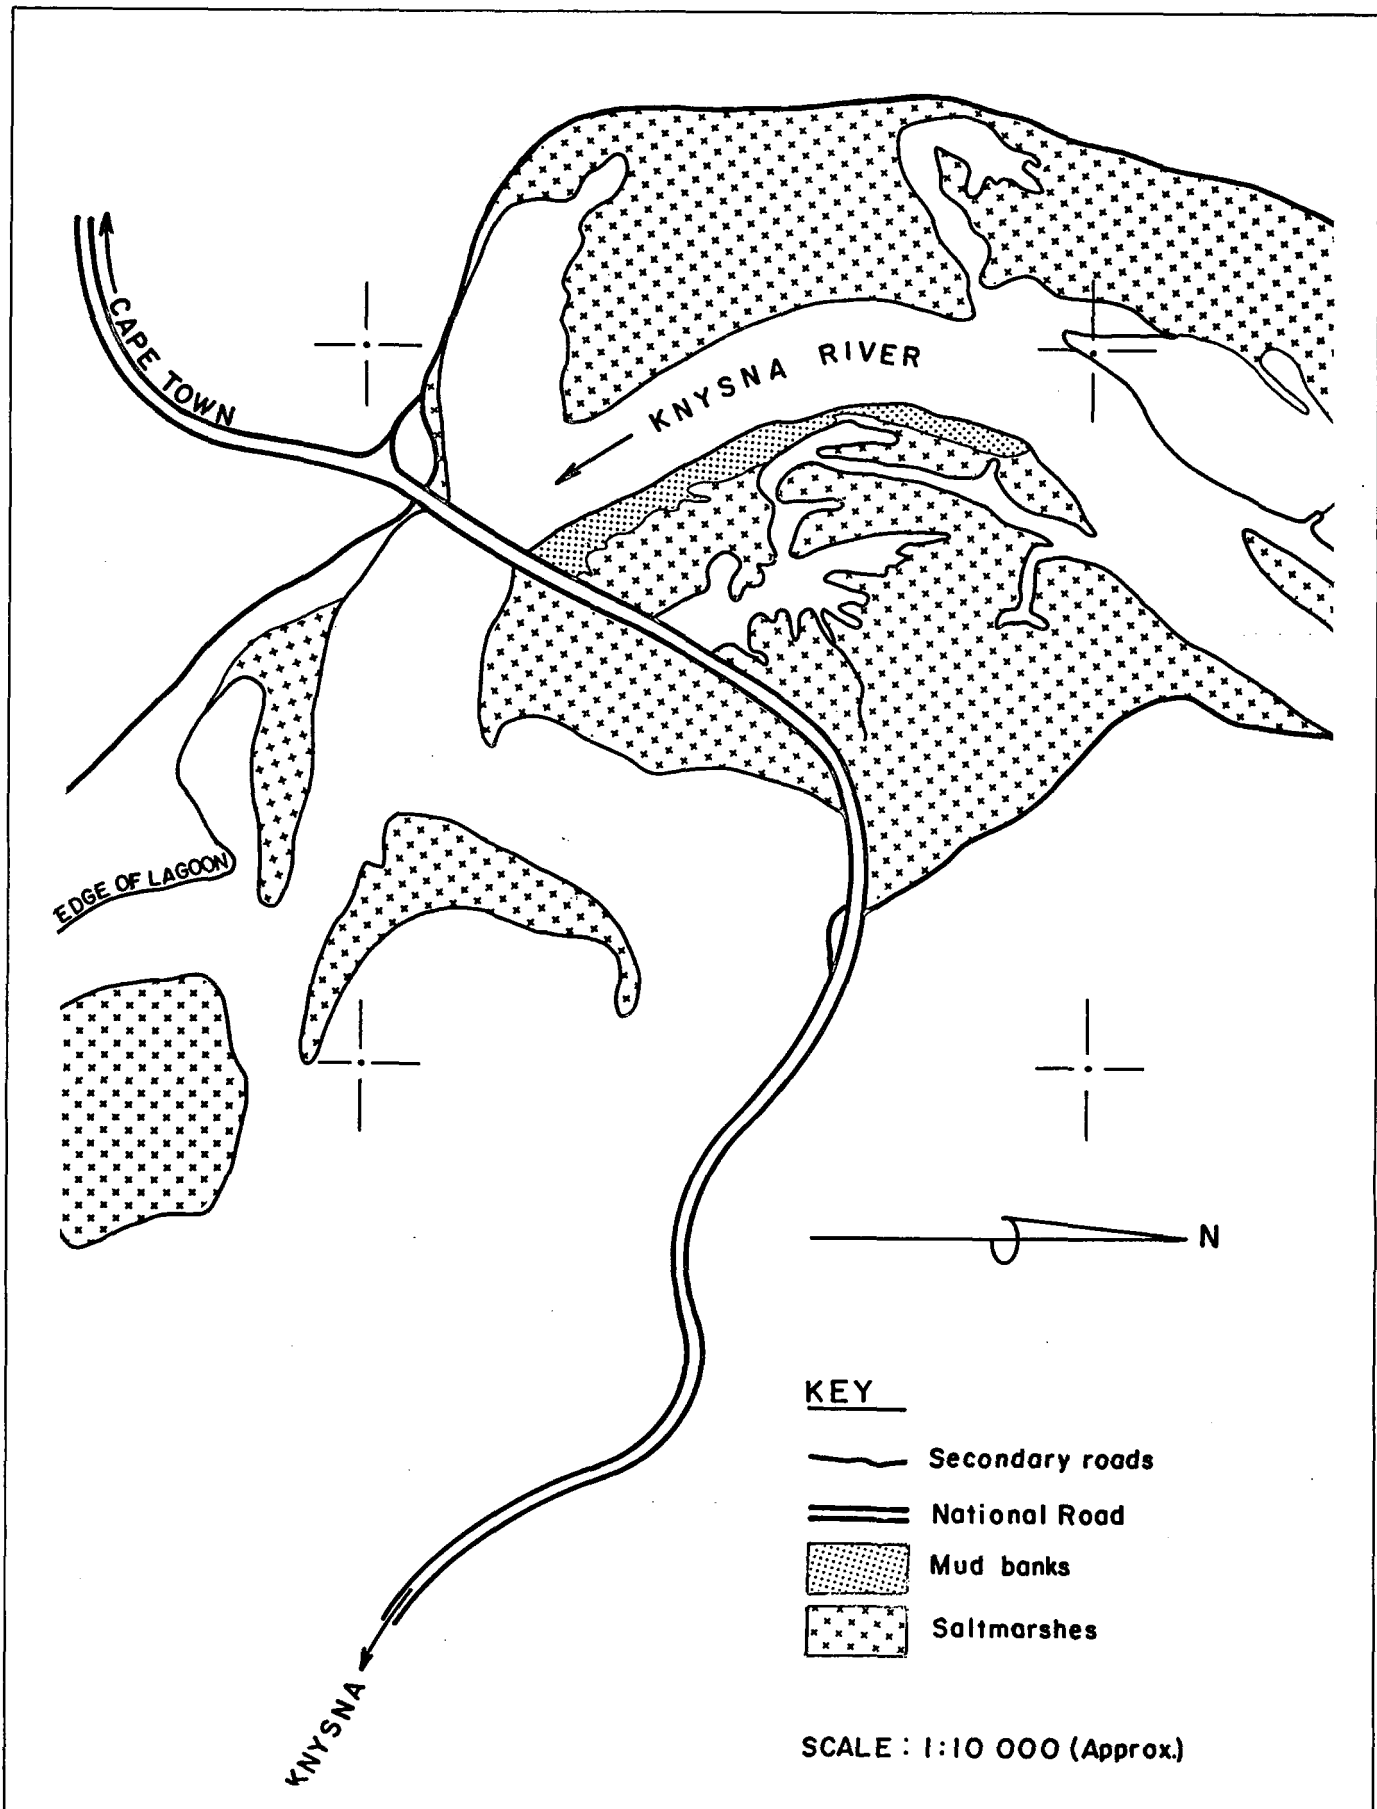 CAPE TOWN
KNYSNA RIVER
EDGE OF LAGOON
N
KEY
Secondary roads
National Road
Mud banks
Saltmarshes
KNYSNA
SCALE : 1:10 000 (Approx.)